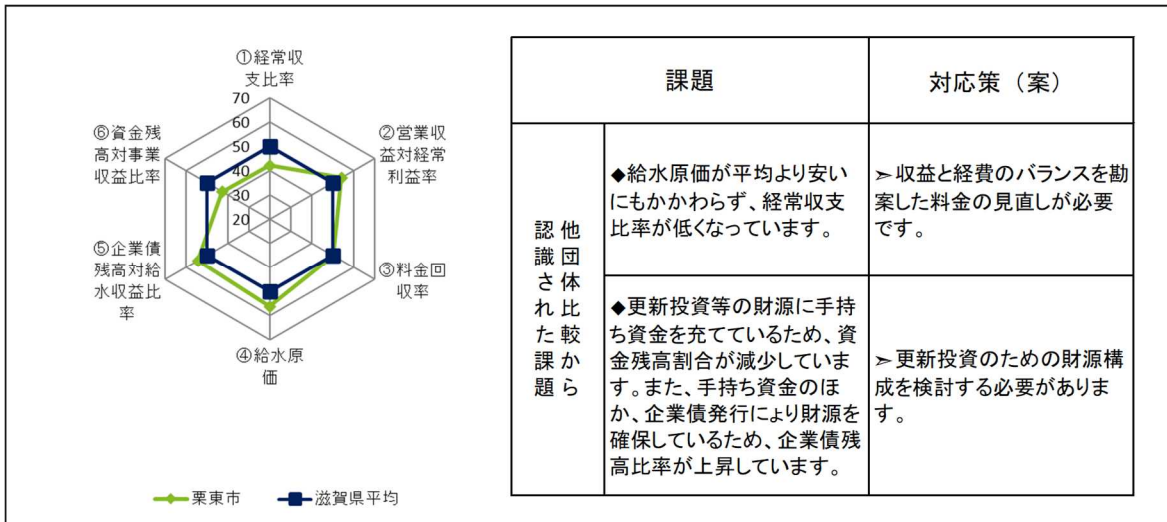 ①経常収
支比率
70
60
50
40
30
20
②営業収
益対経常
利益率
③料金回
収率
④給水原
価
⑤企業債
残高対給
水収益比
率
⑥資金残
高対事業
収益比率
栗東市
滋賀県平均
課題
対応策（案）
他団体比較から
認識された課題
◆給水原価が平均より安い
にもかかわらず、経常収支
比率が低くなっています。
➣収益と経費のバランスを勘
案した料金の見直しが必要
です。
◆更新投資等の財源に手持
ち資金を充てているため、資
金残高割合が減少していま
す。また、手持ち資金のほ
か、企業債発行により財源を
確保しているため、企業債残
高比率が上昇しています。
➣更新投資のための財源構
成を検討する必要がありま
す。